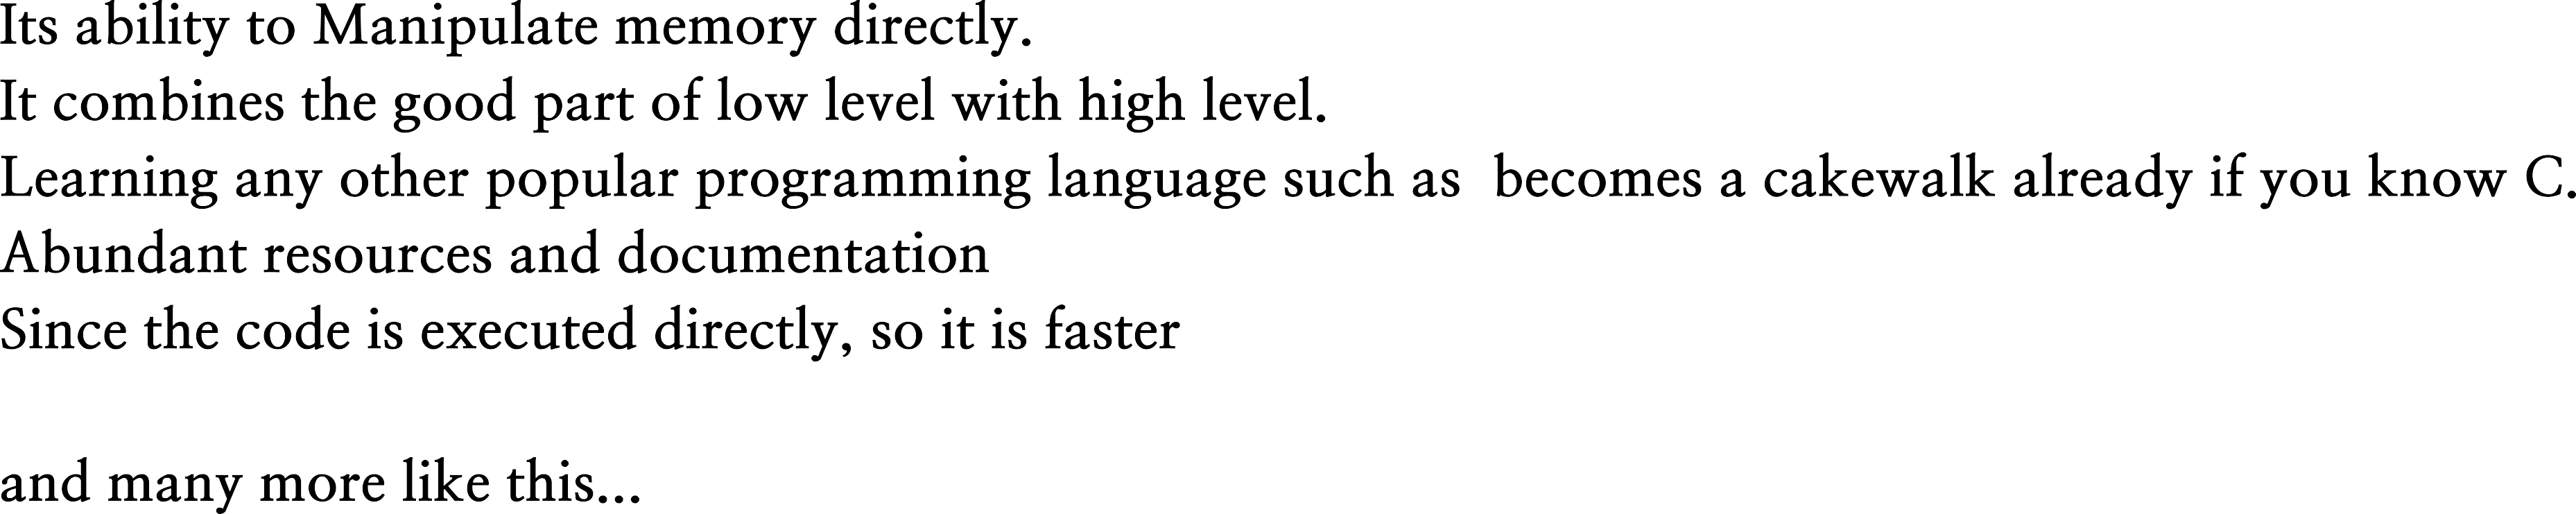 Its ability to Manipulate memory directly.
It combines the good part of low level with high level.
Learning any other popular programming language such as  becomes a cakewalk already if you know C.
Abundant resources and documentation
Since the code is executed directly, so it is faster

and many more like this...